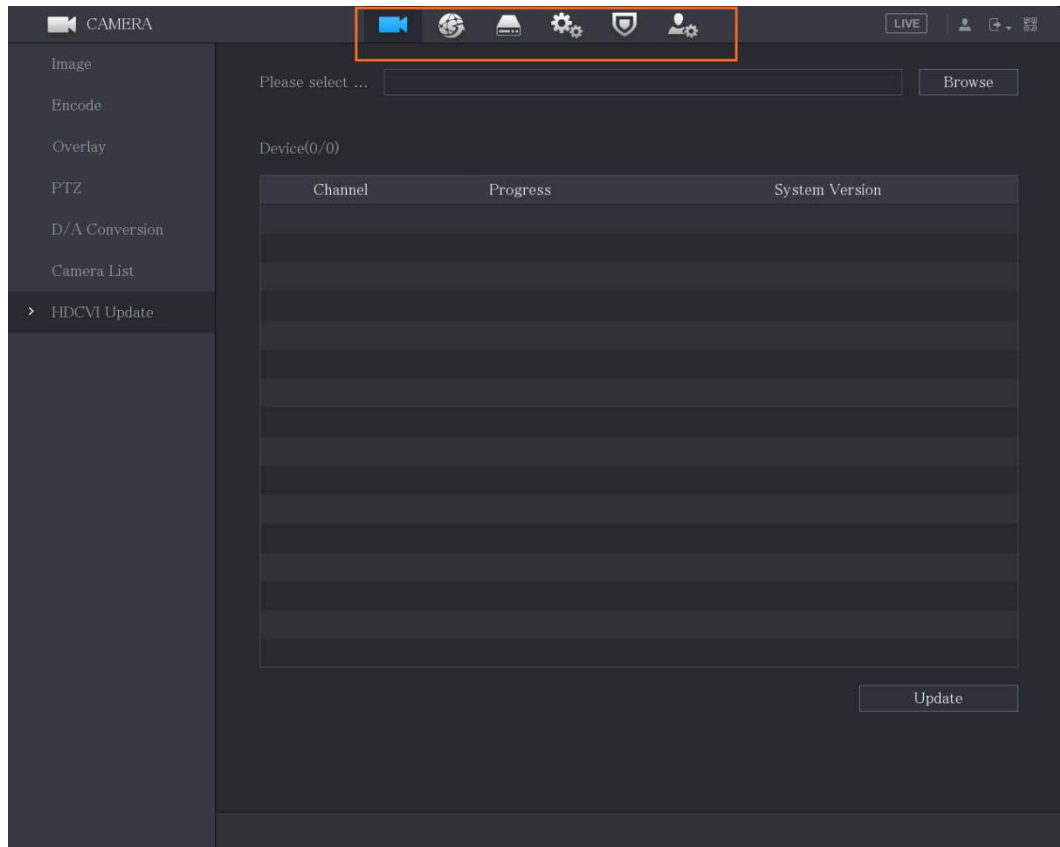 CAMERA
LIVE
Image
Encode
Overlay
PTZ
D/A Conversion
Camera List
HDCVI Update
Please select ...
Browse
Device(0/0)
Channel Progress System Version
Update